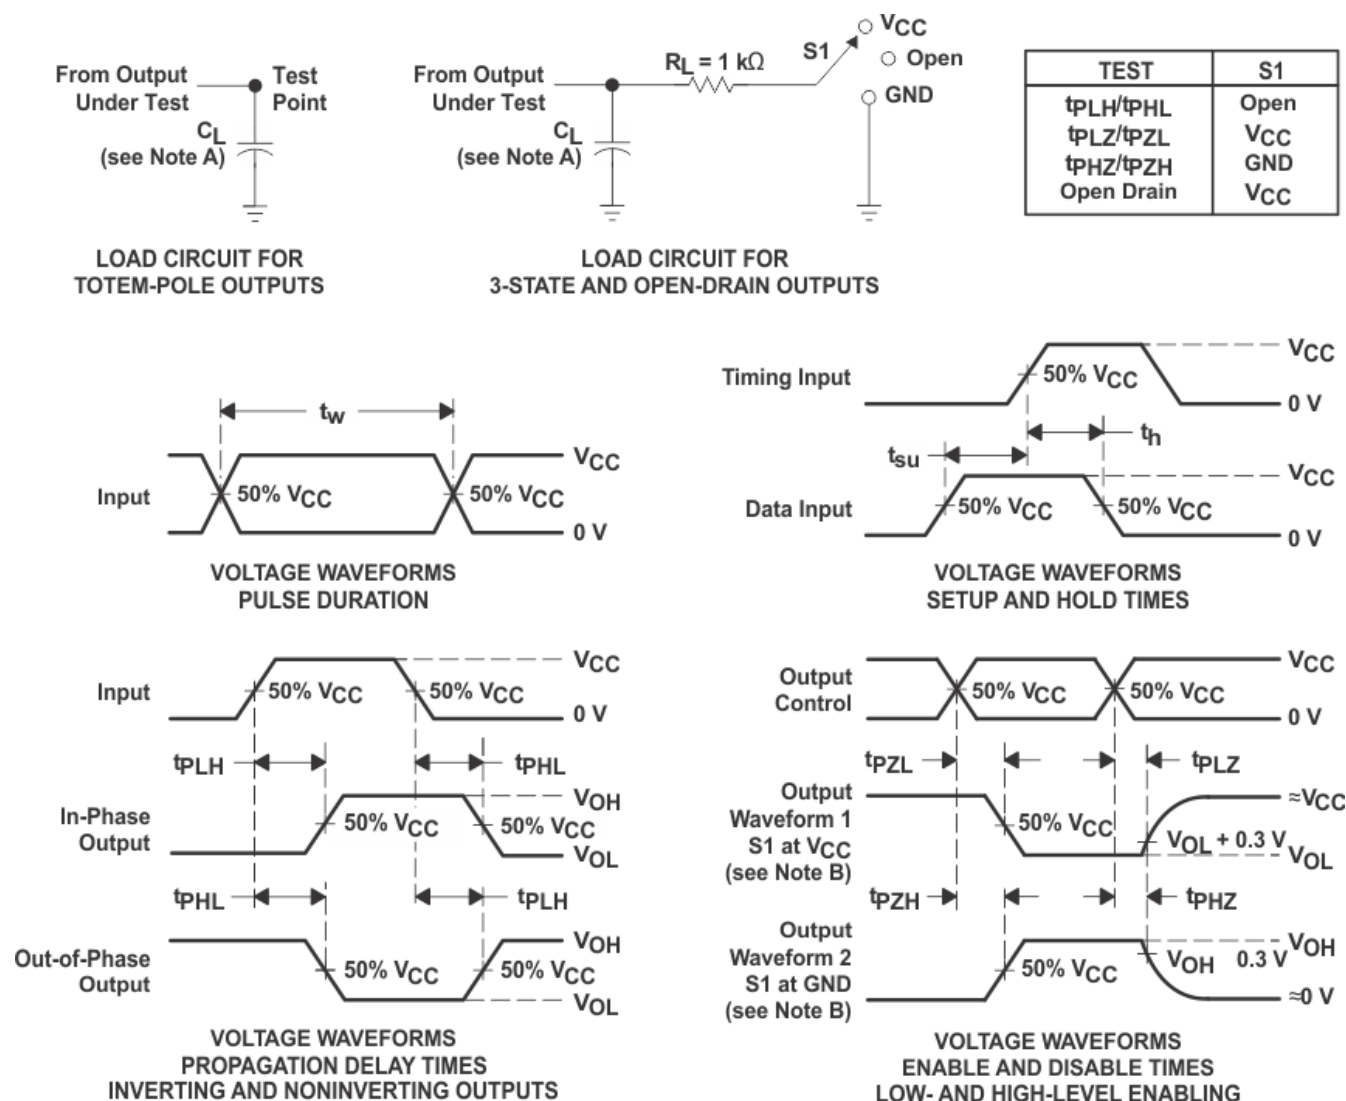 From Output
Under Test
Test
Point
CL
(see Note A)
LOAD CIRCUIT FOR
TOTEM-POLE OUTPUTS
From Output
Under Test
RL = 1 kΩ
S1
VCC
Open
GND
CL
(see Note A)
LOAD CIRCUIT FOR
3-STATE AND OPEN-DRAIN OUTPUTS
TEST S1
tPLH/tPHL Open
tPLZ/tPZL VCC
tPHZ/tPZH GND
Open Drain VCC
tw
Input
50% VCC
50% VCC
VCC
0 V
VOLTAGE WAVEFORMS
PULSE DURATION
Timing Input
50% VCC
VCC
0 V
th
tsu
Data Input
50% VCC
50% VCC
VCC
0 V
VOLTAGE WAVEFORMS
SETUP AND HOLD TIMES
Input
50% VCC
50% VCC
VCC
0 V
tPLH
tPHL
In-Phase
Output
50% VCC
50% VCC
VOH
VOL
tPHL
tPLH
Out-of-Phase
Output
50% VCC
50% VCC
VOH
VOL
VOLTAGE WAVEFORMS
PROPAGATION DELAY TIMES
INVERTING AND NONINVERTING OUTPUTS
Output
Control
50% VCC
50% VCC
VCC
0 V
tPZL
tPLZ
Output
Waveform 1
S1 at VCC
(see Note B)
50% VCC
VOL + 0.3 V
≈VCC
VOL
tPZH
tPHZ
Output
Waveform 2
S1 at GND
(see Note B)
50% VCC
VOH 0.3 V
VOH
≈0 V
VOLTAGE WAVEFORMS
ENABLE AND DISABLE TIMES
LOW- AND HIGH-LEVEL ENABLING